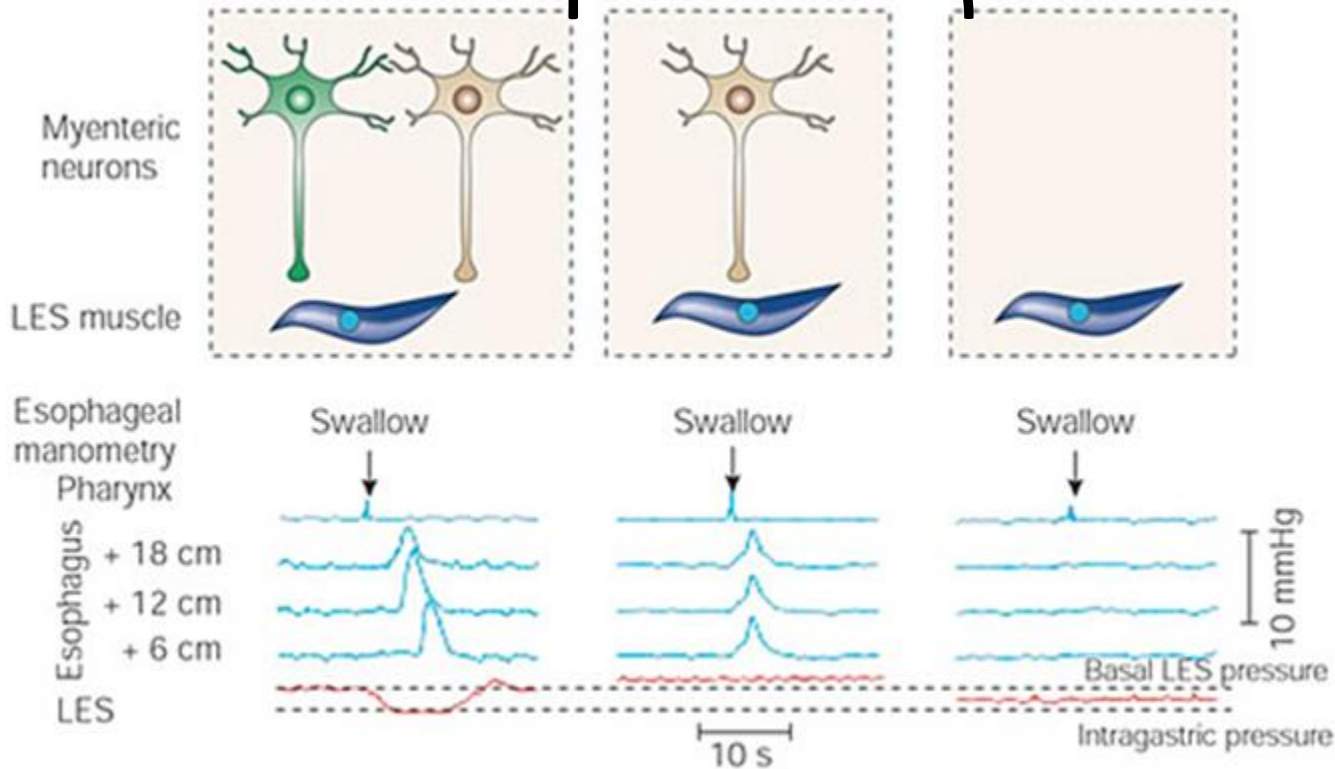 Myenteric
neurons
LES muscle
Esophageal
manometry
Pharynx
Swallow
Swallow
Swallow
Esophagus
+ 18 cm
+ 12 cm
+ 6 cm
LES
10 mmHg
Basal LES pressure
Intragastric pressure
10 s